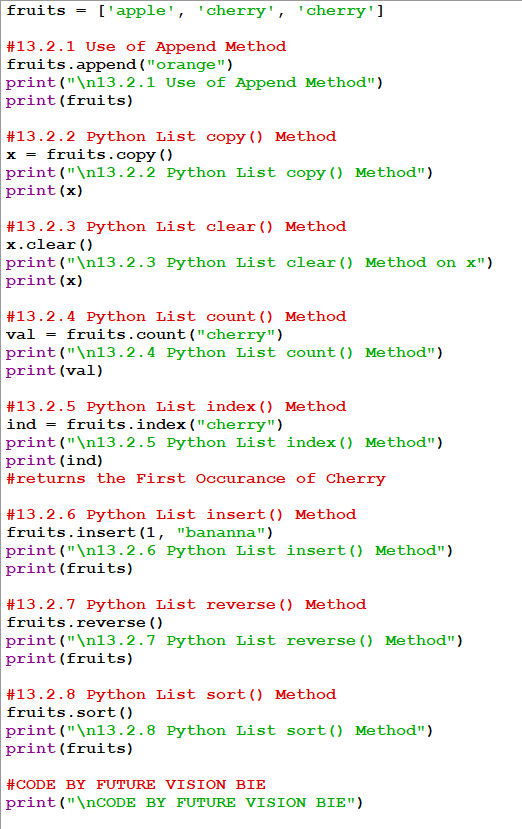 fruits = ['apple', 'cherry', 'cherry']
#13.2.1 Use of Append Method
fruits.append("orange")
print("\n13.2.1 Use of Append Method")
print(fruits)
#13.2.2 Python List copy() Method
x = fruits.copy()
print("\n13.2.2 Python List copy() Method")
print(x)
#13.2.3 Python List clear() Method
x.clear()
print("\n13.2.3 Python List clear() Method on x")
print(x)
#13.2.4 Python List count() Method
val = fruits.count("cherry")
print("\n13.2.4 Python List count() Method")
print(val)
#13.2.5 Python List index() Method
ind = fruits.index("cherry")
print("\n13.2.5 Python List index() Method")
print(ind)
#returns the First Occurance of Cherry
#13.2.6 Python List insert() Method
fruits.insert(1, "bananna")
print("\n13.2.6 Python List insert() Method")
print(fruits)
#13.2.7 Python List reverse() Method
fruits.reverse()
print("\n13.2.7 Python List reverse() Method")
print(fruits)
#13.2.8 Python List sort() Method
fruits.sort()
print("\n13.2.8 Python List sort() Method")
print(fruits)
#CODE BY FUTURE VISION BIE
print("\nCODE BY FUTURE VISION BIE")